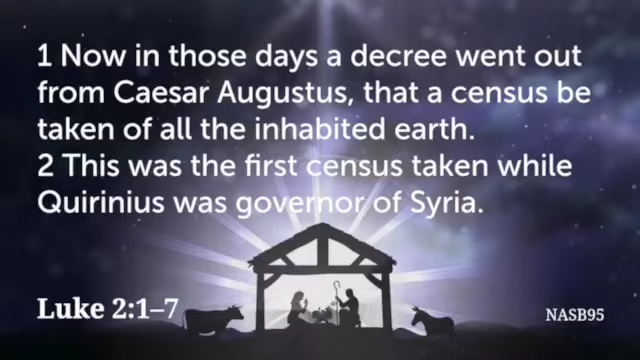 1 Now in those days a decree went out
from Caesar Augustus, that a census be
taken of all the inhabited earth.
2 This was the first census taken while
Quirinius was governor of Syria.
Luke 2:1–7
NASB95